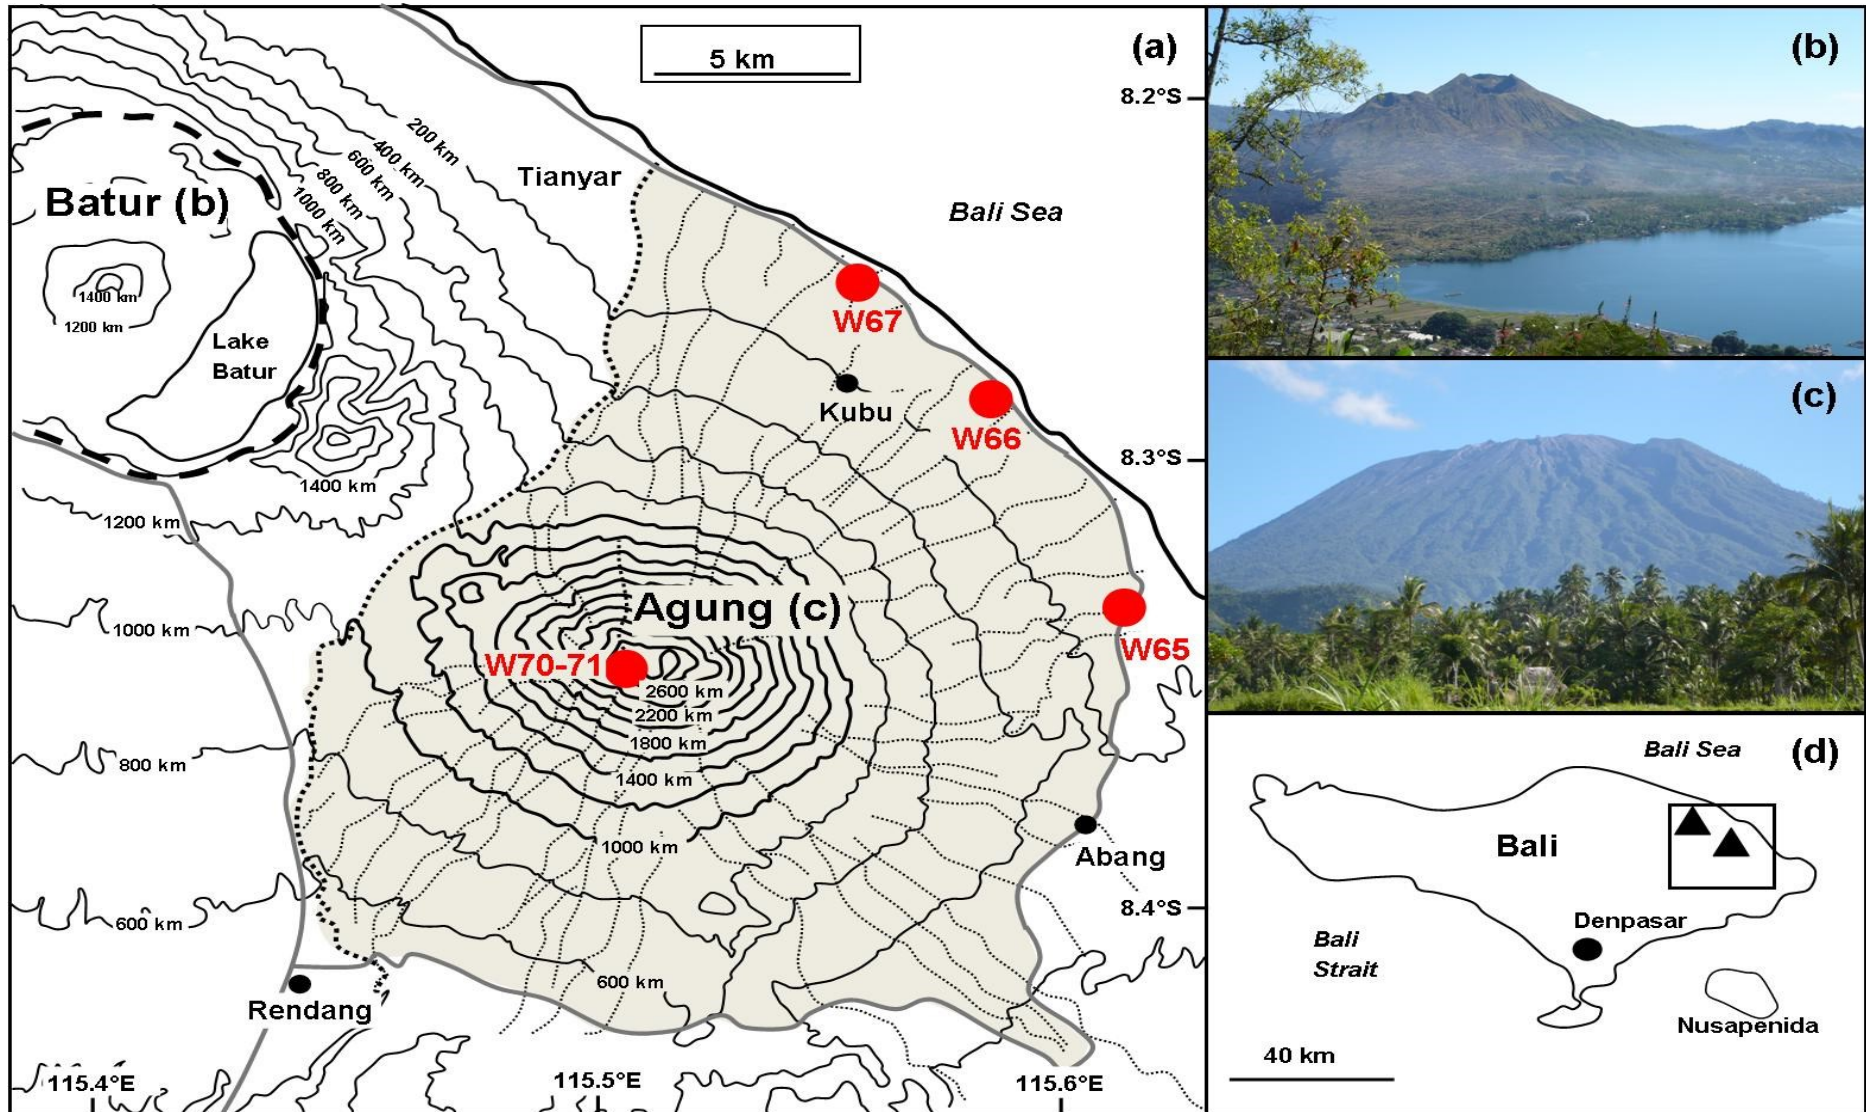 (a)
5 km
8.2°S
200 km
400 km
600 km
800 km
1000 km
Tianyar
Batur (b)
Bali Sea
1400 km
1200 km
W67
Lake
Batur
Kubu
W66
8.3°S
1400 km
1200 km
Agung (c)
1000 km
W70-71
W65
2600 km
2200 km
1800 km
800 km
1400 km
1000 km
Abang
8.4°S
600 km
600 km
Rendang
115.4°E
115.5°E
115.6°E
(b)
(c)
(d)
Bali Sea
Bali
Denpasar
Bali
Strait
Nusapenida
40 km